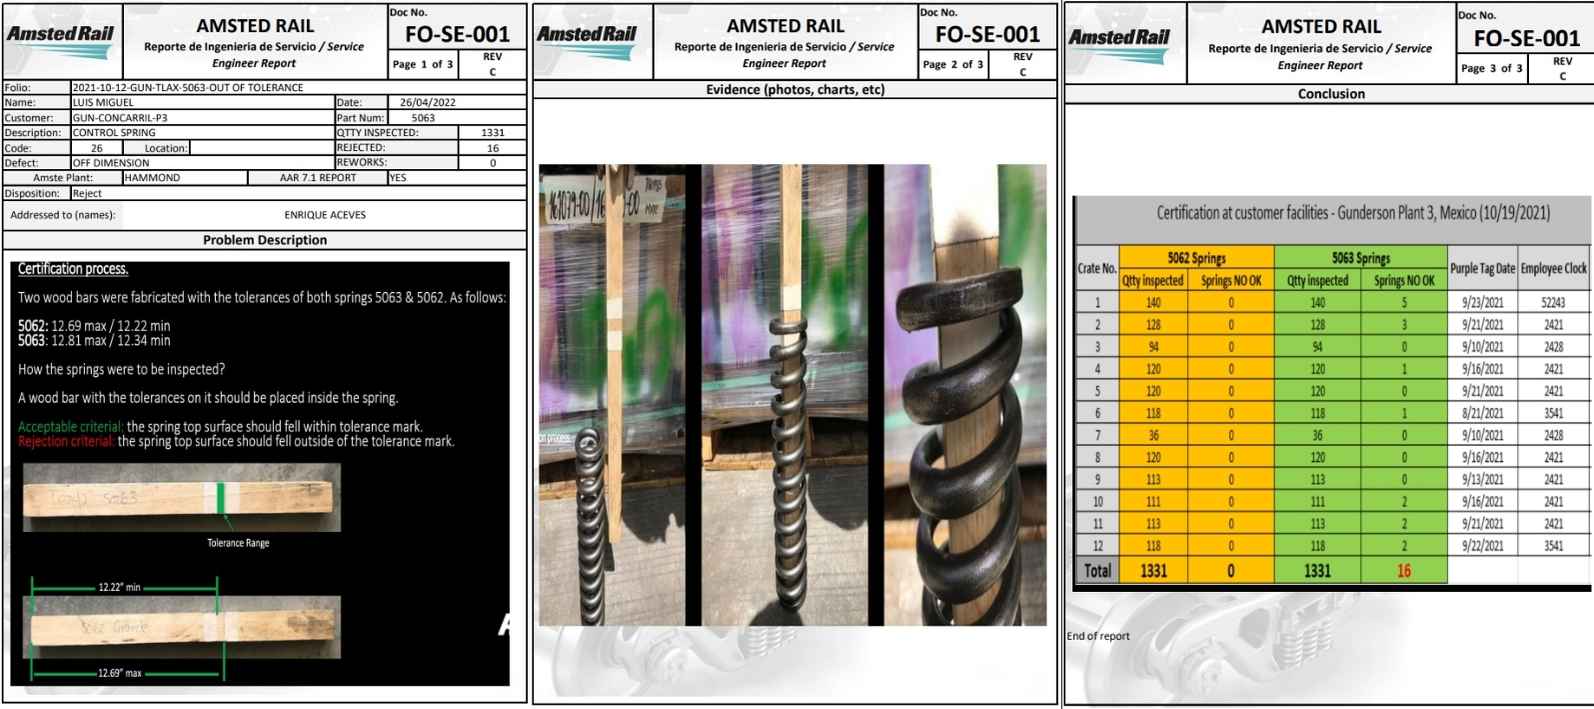 Amsted Rail
AMSTED RAIL
Reporte de Ingenieria de Servicio / Service
Engineer Report
Doc No.
FO-SE-001
Page 1 of 3
REV
C
Folio: 2021-10-12-GUN-TLAX-5063-OUT OF TOLERANCE
Name: LUIS MIGUEL Date: 26/04/2022
Customer: GUN-CONCARRIL-P3 Part Num: 5063
Description: CONTROL SPRING QTTY INSPECTED: 1331
Code: 26 Location: REJECTED: 16
Defect: OFF DIMENSION REWORKS: 0
Amste Plant: HAMMOND AAR 7.1 REPORT YES
Disposition: Reject
Addressed to (names): ENRIQUE ACEVES
Problem Description
Certification process.
Two wood bars were fabricated with the tolerances of both springs 5063 & 5062. As follows:
5062: 12.69 max / 12.22 min
5063: 12.81 max / 12.34 min
How the springs were to be inspected?
A wood bar with the tolerances on it should be placed inside the spring.
Acceptable criterial: the spring top surface should fell within tolerance mark.
Rejection criterial: the spring top surface should fell outside of the tolerance mark.
5063
Tolerance Range
12.22" min
5062 Grande
12.69" max
A
Amsted Rail
AMSTED RAIL
Reporte de Ingenieria de Servicio / Service
Engineer Report
Doc No.
FO-SE-001
Page 2 of 3
REV
C
Evidence (photos, charts, etc)
on process.
Amsted Rail
AMSTED RAIL
Reporte de Ingenieria de Servicio / Service
Engineer Report
Doc No.
FO-SE-001
Page 3 of 3
REV
C
Conclusion
Certification at customer facilities - Gunderson Plant 3, Mexico (10/19/2021)
Crate No. 5062 Springs 5063 Springs Purple Tag Date Employee Clock
Qtty inspected Springs NO OK Qtty inspected Springs NO OK
1 140 0 140 5 9/23/2021 52243
2 128 0 128 3 9/21/2021 2421
3 94 0 94 0 9/10/2021 2428
4 120 0 120 1 9/16/2021 2421
5 120 0 120 0 9/21/2021 2421
6 118 0 118 1 8/21/2021 3541
7 36 0 36 0 9/10/2021 2428
8 120 0 120 0 9/16/2021 2421
9 113 0 113 0 9/13/2021 2421
10 111 0 111 2 9/16/2021 2421
11 113 0 113 2 9/21/2021 2421
12 118 0 118 2 9/22/2021 3541
Total 1331 0 1331 16
End of report